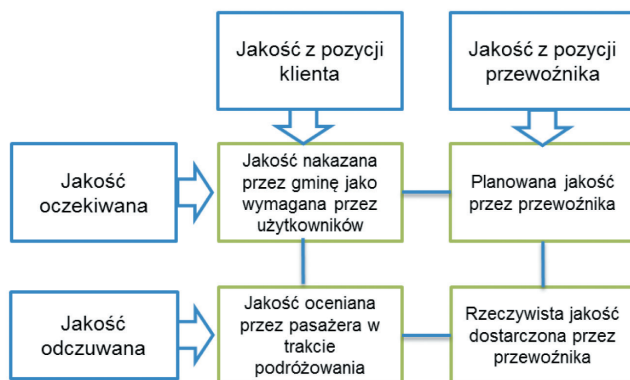 Jakość z pozycji
klienta
Jakość z pozycji
przewoźnika
Jakość
oczekiwana
Jakość nakazana
przez gminę jako
wymagana przez
użytkowników
Planowana jakość
przez przewoźnika
Jakość
odczuwana
Jakość oceniana
przez pasażera w
trakcie
podróżowania
Rzeczywista jakość
dostarczona przez
przewoźnika